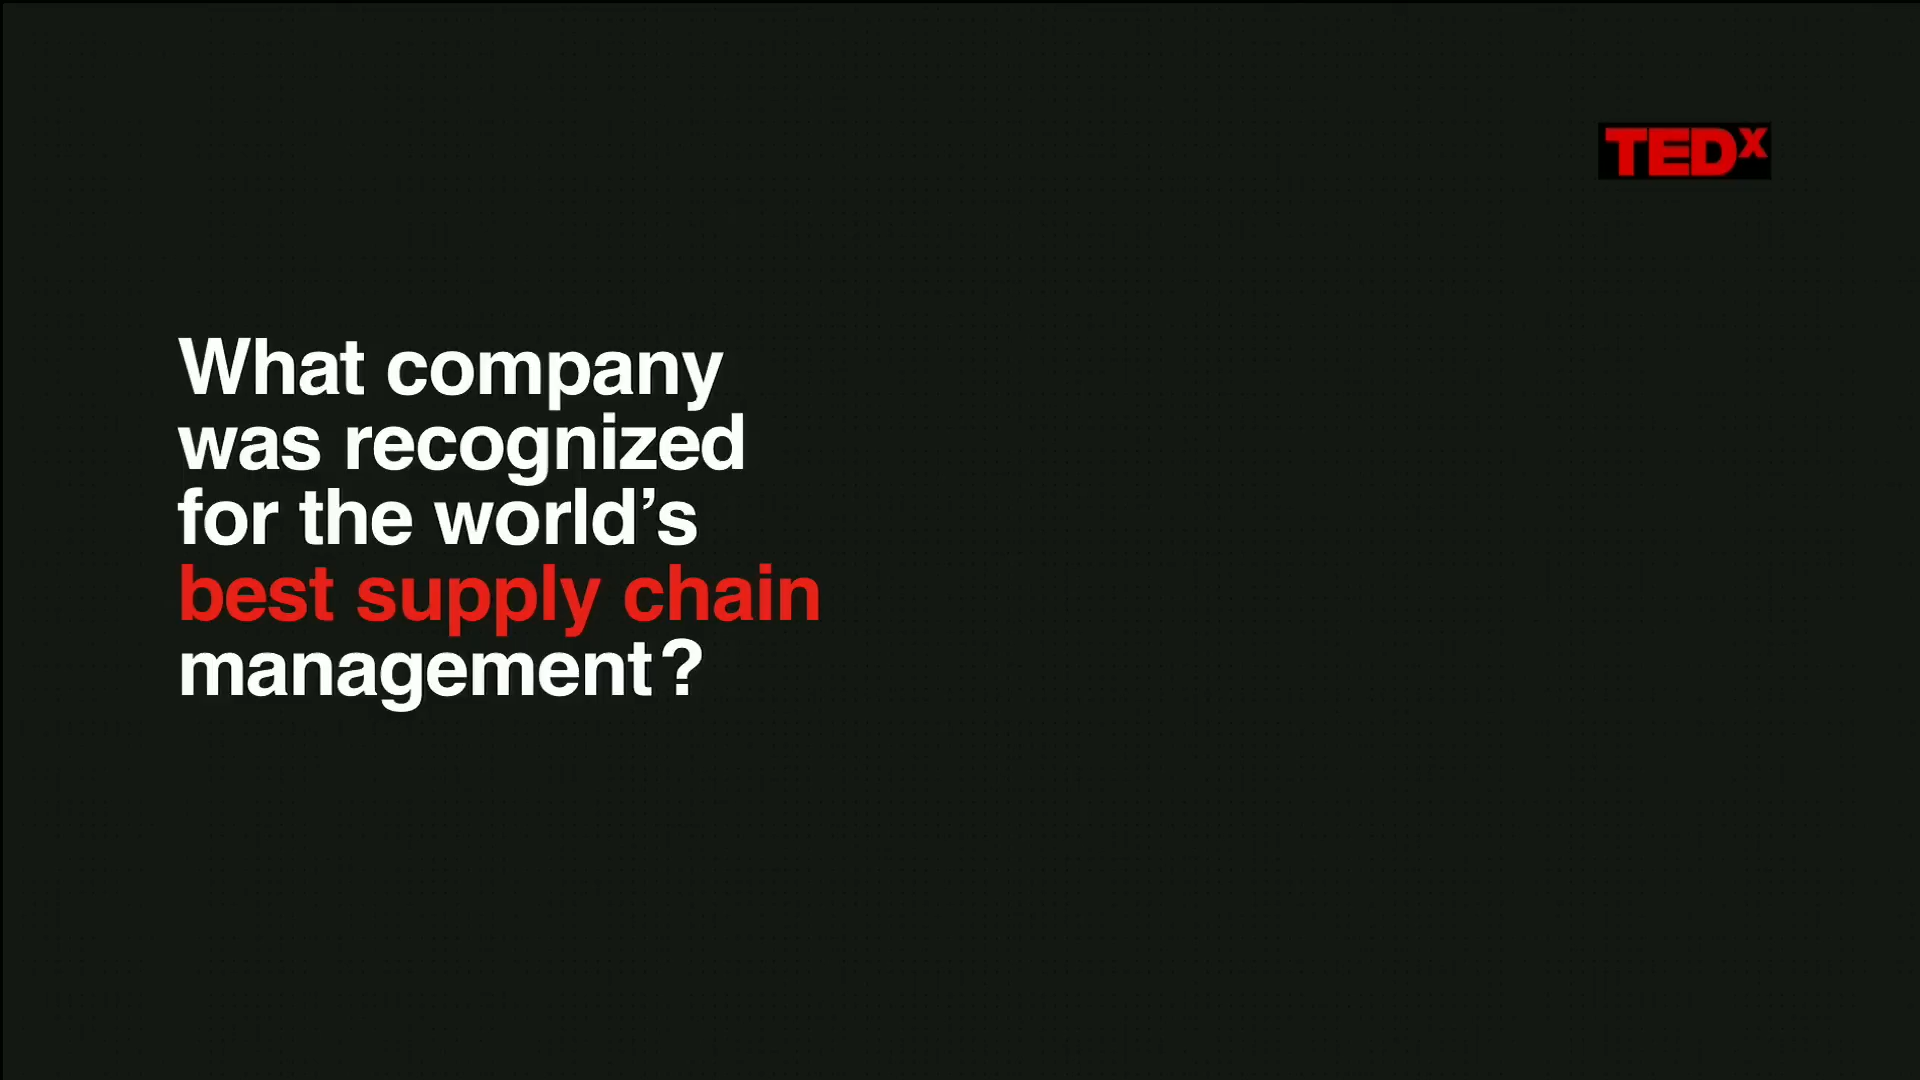 TEDx
What company
was recognized
for the world’s
best supply chain
management?